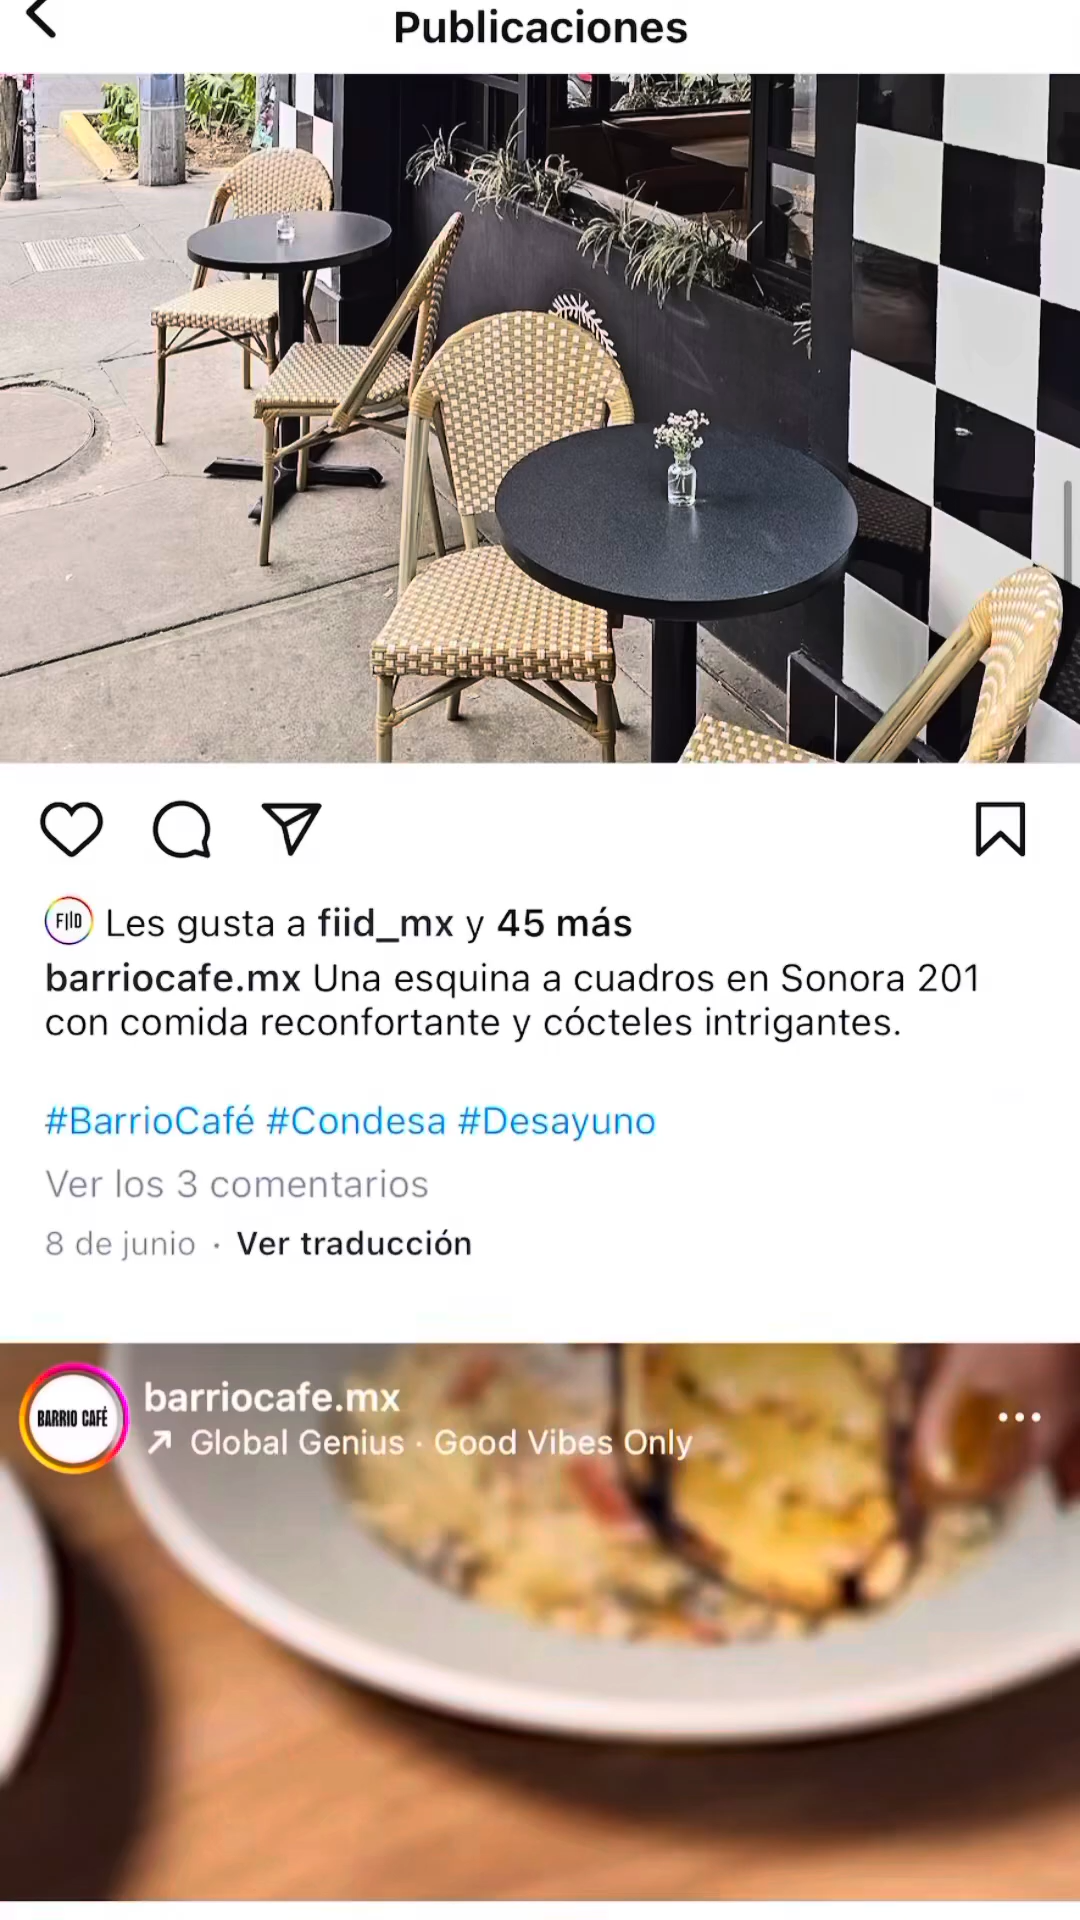 Publicaciones
FIID Les gusta a fiid_mx y 45 más
barriocafe.mx Una esquina a cuadros en Sonora 201
con comida reconfortante y cócteles intrigantes.
#BarrioCafé #Condesa #Desayuno
Ver los 3 comentarios
8 de junio · Ver traducción
BARRIO CAFÉ
barriocafe.mx
Global Genius · Good Vibes Only